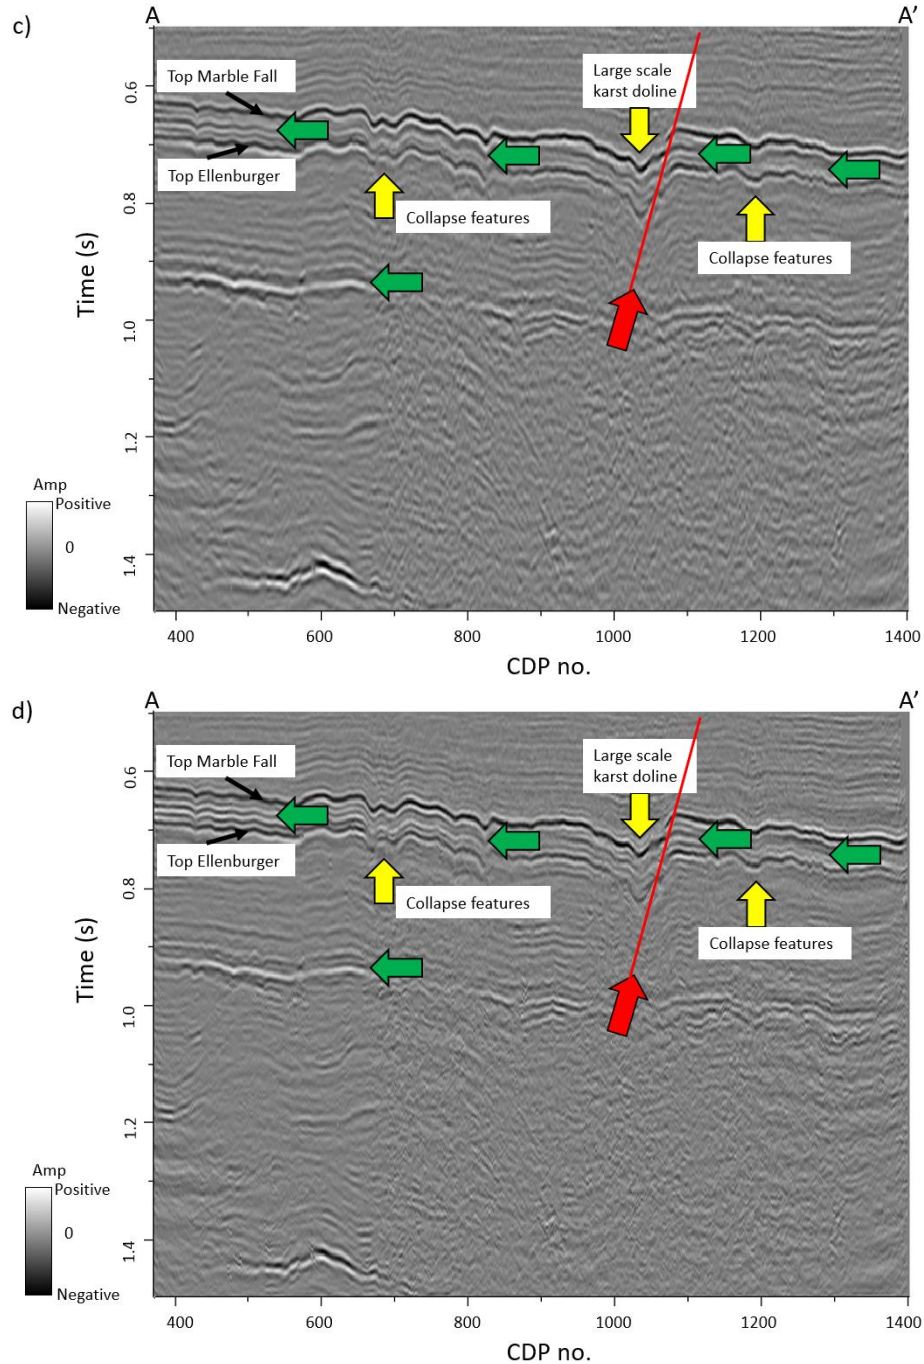 c)
A
A'
Top Marble Fall
Large scale
karst doline
Top Ellenburger
Collapse features
Collapse features
0.6
0.8
1.0
1.2
1.4
Time (s)
Amp
Positive
0
Negative
400
600
800
1000
1200
1400
CDP no.
d)
A
A'
Top Marble Fall
Large scale
karst doline
Top Ellenburger
Collapse features
Collapse features
0.6
0.8
1.0
1.2
1.4
Time (s)
Amp
Positive
0
Negative
400
600
800
1000
1200
1400
CDP no.